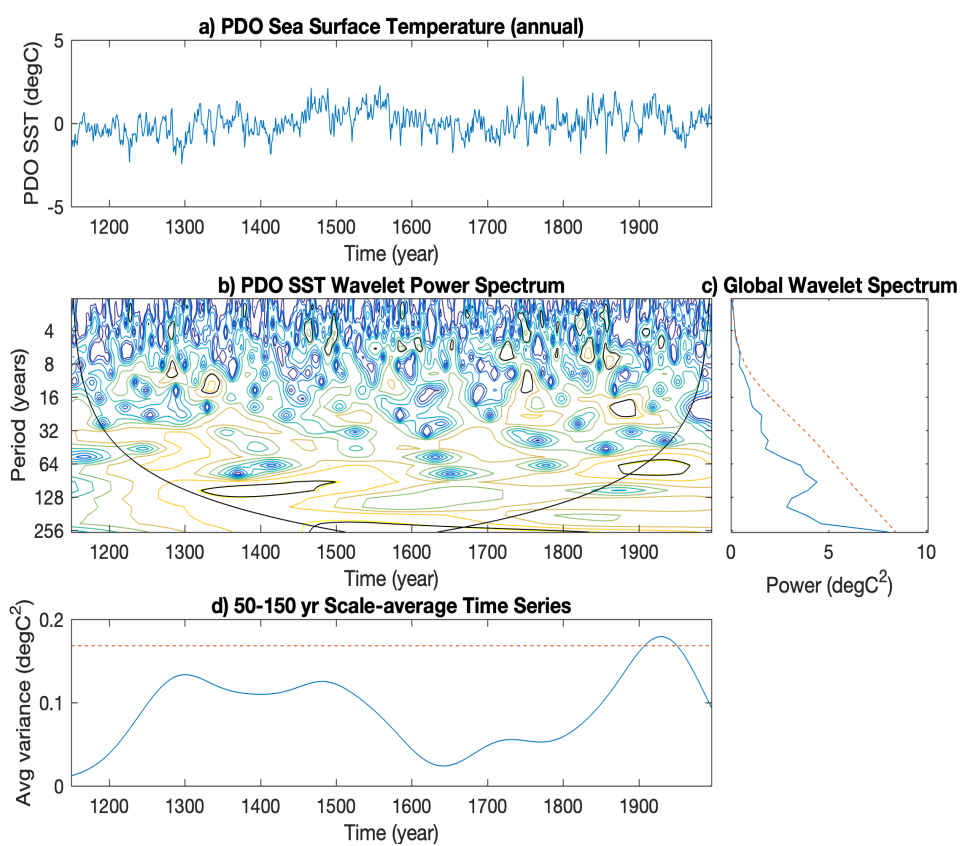 a) PDO Sea Surface Temperature (annual)
PDO SST (degC)
5
0
-5
1200 1300 1400 1500 1600 1700 1800 1900
Time (year)
b) PDO SST Wavelet Power Spectrum
Period (years)
4
8
16
32
64
128
256
1200 1300 1400 1500 1600 1700 1800 1900
Time (year)
c) Global Wavelet Spectrum
0 5 10
Power (degC²)
d) 50-150 yr Scale-average Time Series
Avg variance (degC²)
0.2
0.1
0
1200 1300 1400 1500 1600 1700 1800 1900
Time (year)